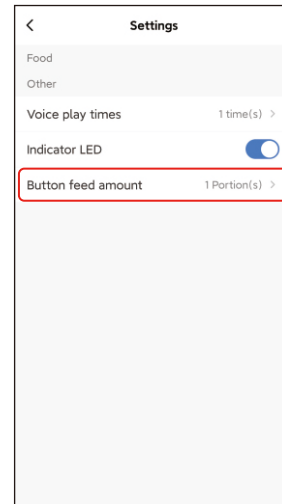 Settings
Food
Other
Voice play times 1 time(s) >
Indicator LED
Button feed amount 1 Portion(s) >